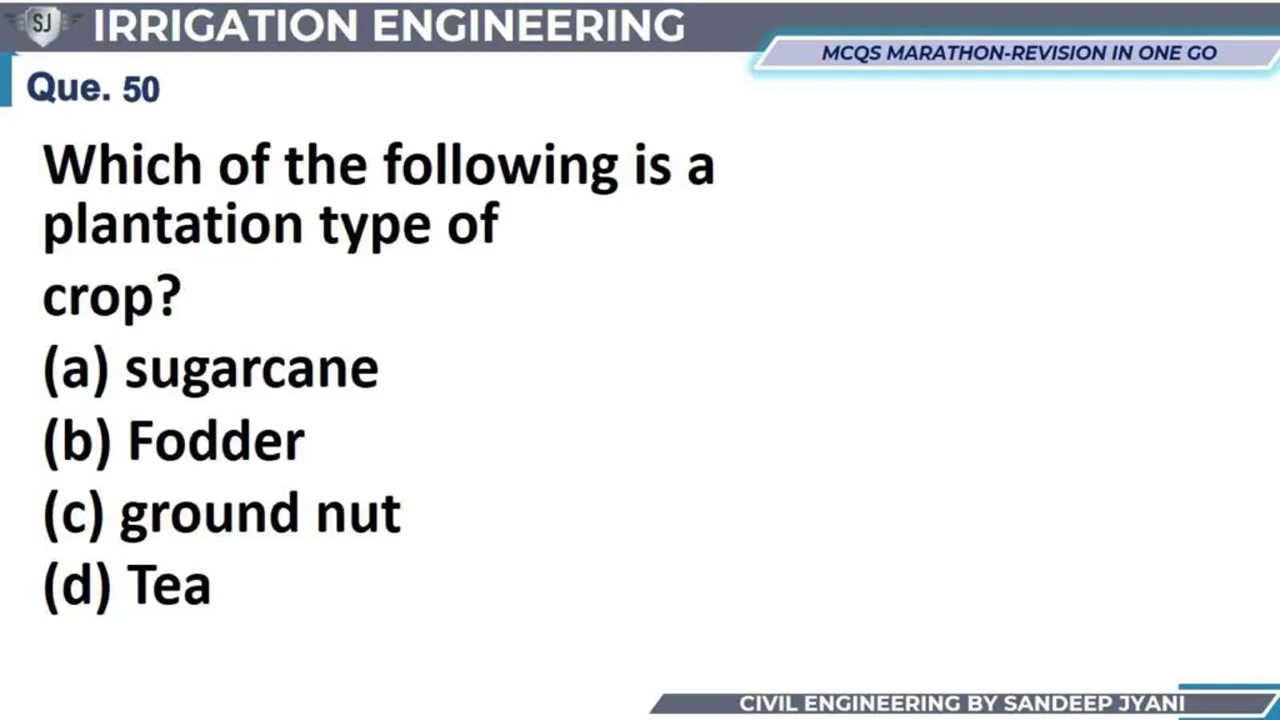 SJ
IRRIGATION ENGINEERING
MCQS MARATHON-REVISION IN ONE GO
Que. 50
Which of the following is a
plantation type of
crop?
(a) sugarcane
(b) Fodder
(c) ground nut
(d) Tea
CIVIL ENGINEERING BY SANDEEP JYANI